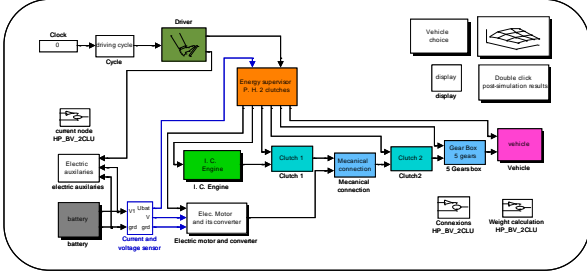 Clock
0
driving cycle
Cycle
Driver
Vehicle
choice
display
display
Double click
post-simulation results
Energy supervisor
P. H. 2 clutches
current node
HP_BV_2CLU
Electric
auxilaries
electric auxilaries
battery
battery
V1
grd
Ubat
V
grd
Current and
voltage sensor
I. C.
Engine
I. C. Engine
Elec. Motor
and its converter
Electric motor and converter
Clutch 1
Clutch 1
Mecanical
connection
Mecanical
connection
Clutch 2
Clutch2
Gear Box
5 gears
5 Gears box
vehicle
Vehicle
Connexions
HP_BV_2CLU
Weight calculation
HP_BV_2CLU